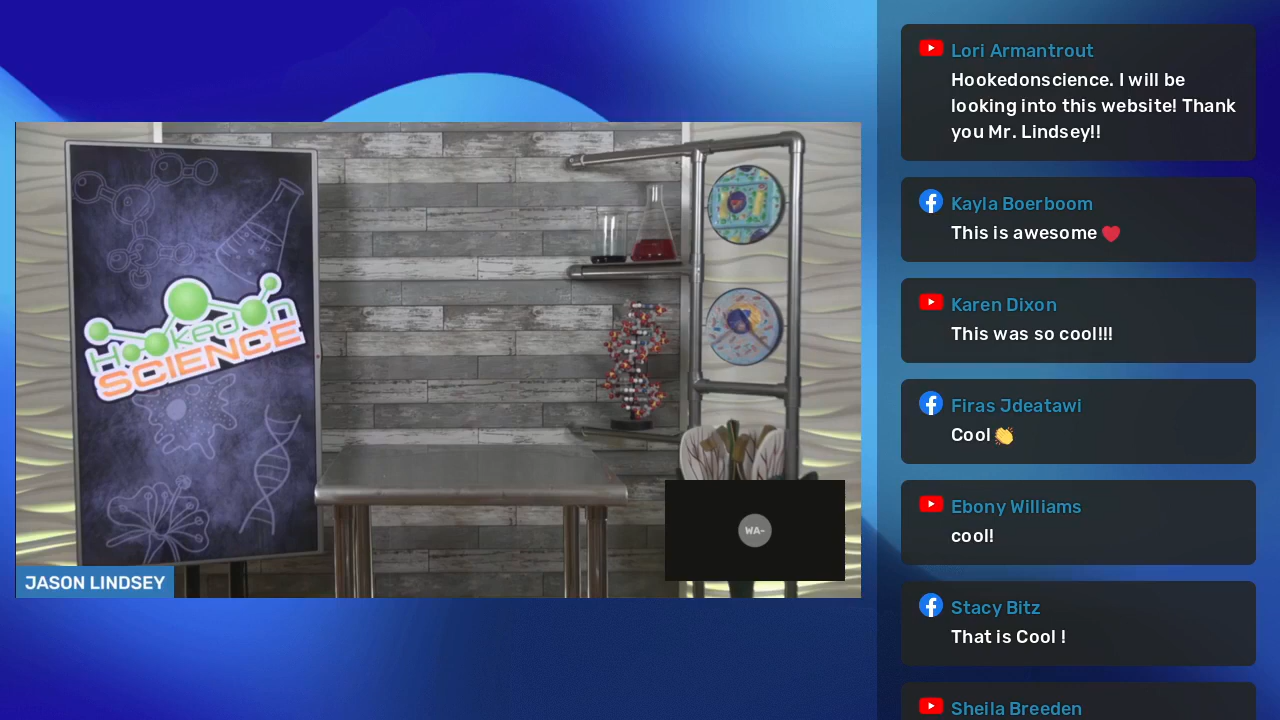 Hooked on
SCIENCE
JASON LINDSEY
WA-
Lori Armantrout
Hookedonscience. I will be
looking into this website! Thank
you Mr. Lindsey!!
Kayla Boerboom
This is awesome ❤️
Karen Dixon
This was so cool!!!
Firas Jdeatawi
Cool 👏
Ebony Williams
cool!
Stacy Bitz
That is Cool !
Sheila Breeden